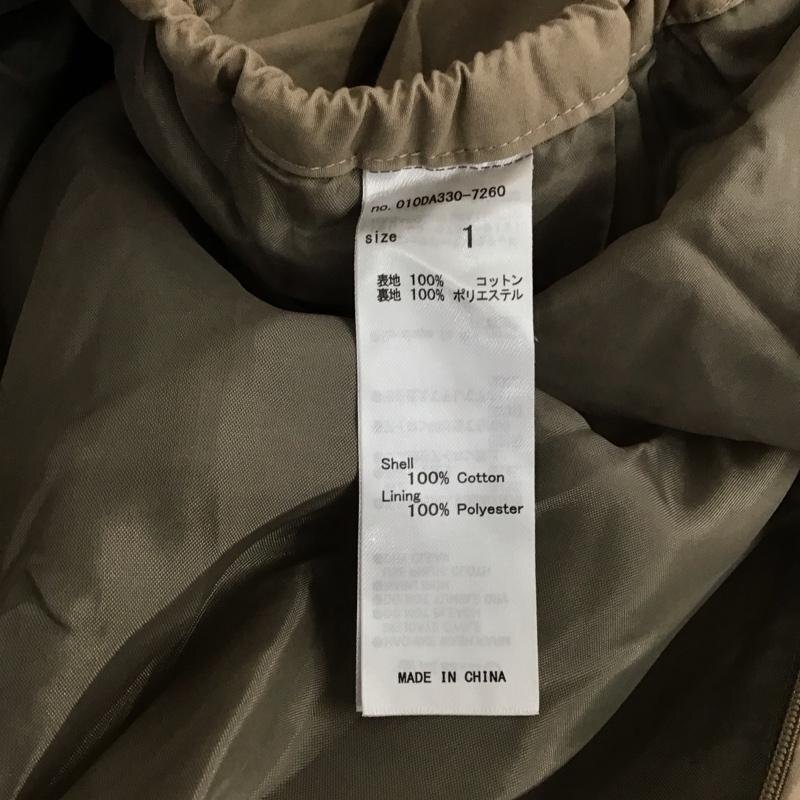 no. 010DA330-7260
size 1
表地 100% コットン
裏地 100% ポリエステル
Shell
100% Cotton
Lining
100% Polyester
MADE IN CHINA